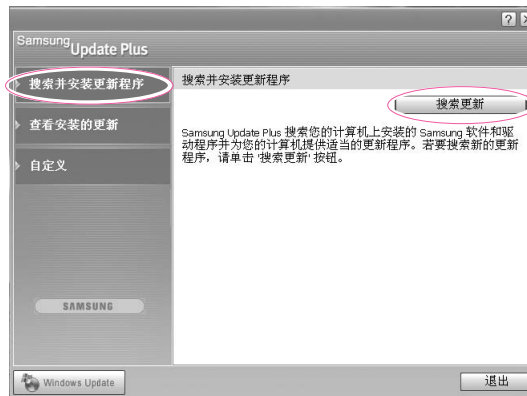 Samsung Update Plus
搜索并安装更新程序
查看安装的更新
自定义
SAMSUNG
Windows Update
搜索并安装更新程序
搜索更新
Samsung Update Plus 搜索您的计算机上安装的 Samsung 软件和驱
动程序并为您的计算机提供适当的更新程序。若要搜索新的更新
程序，请单击 '搜索更新' 按钮。
退出